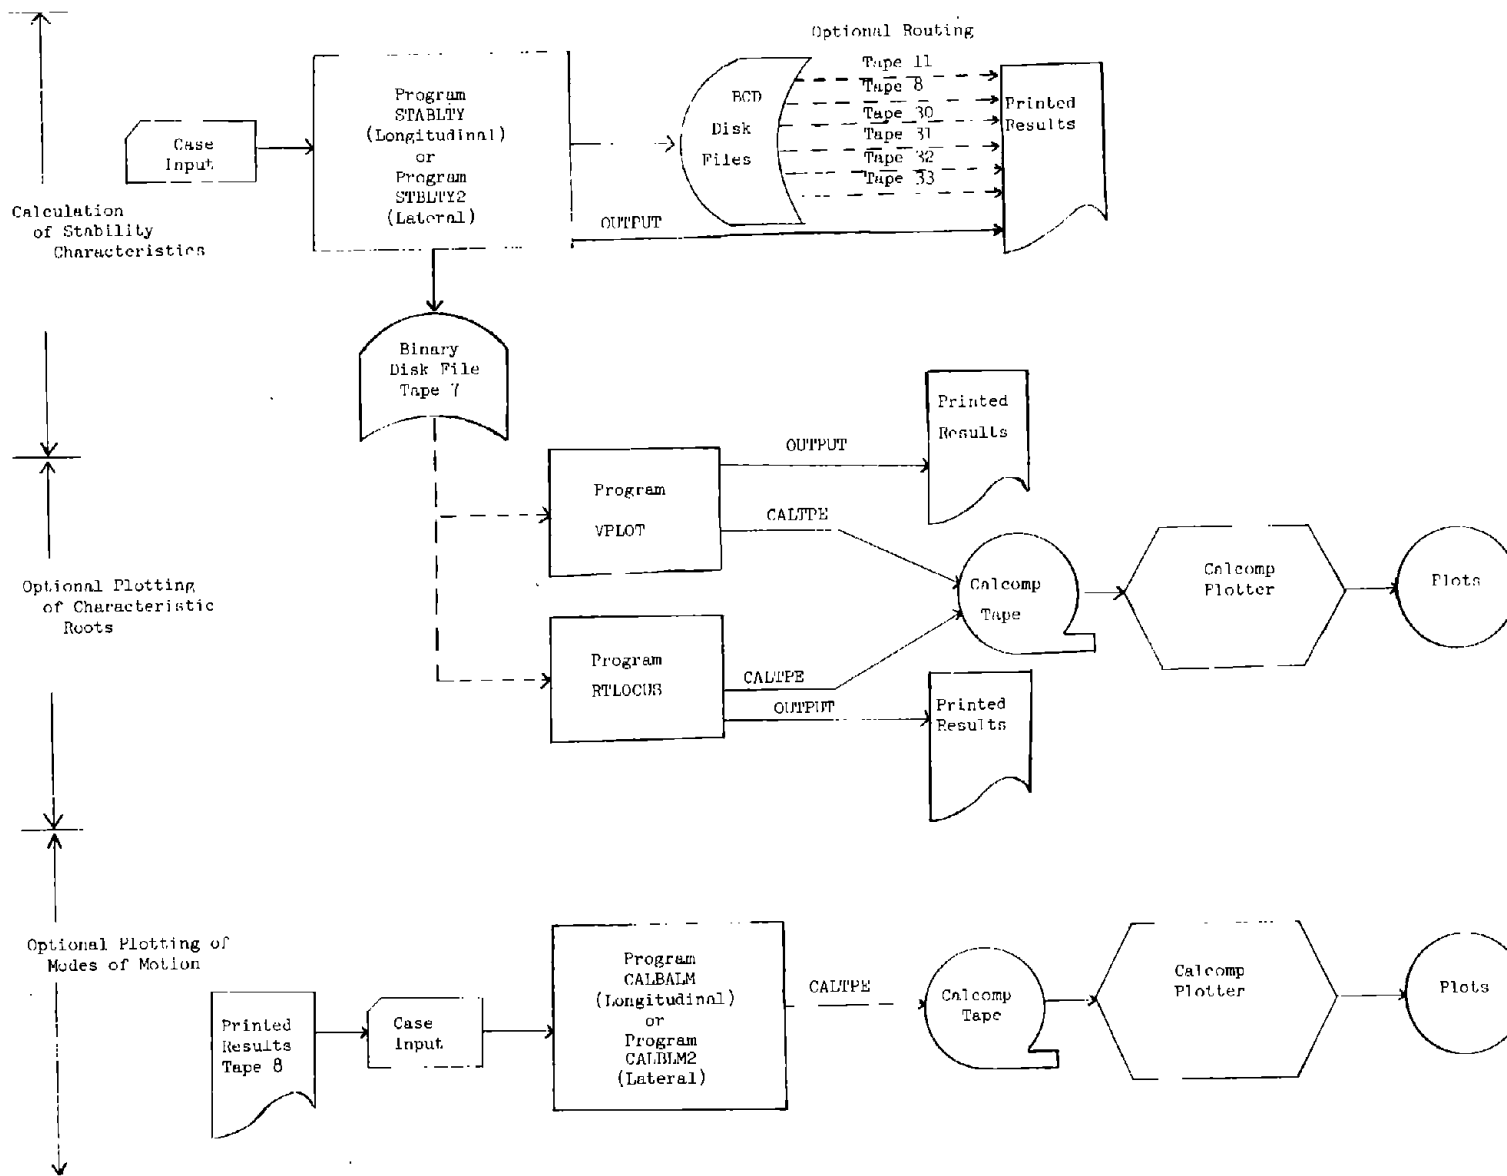 Optional Routing
Tape 11
Tape 8
Tape 30
Tape 31
Tape 32
Tape 33
BCD
Disk
Files
Printed
Results
Program
STABLTY
(Longitudinal)
or
Program
STBLTY2
(Lateral)
Case
Input
OUTPUT
Calculation
of Stability
Characteristics
Binary
Disk File
Tape 7
Printed
Results
OUTPUT
Program
VPLOT
CALTPE
Calcomp
Tape
Calcomp
Plotter
Plots
Optional Plotting
of Characteristic
Roots
Program
RTLOCUS
CALTPE
OUTPUT
Printed
Results
Optional Plotting of
Modes of Motion
Printed
Results
Tape 8
Case
Input
Program
CALBALM
(Longitudinal)
or
Program
CALBLM2
(Lateral)
CALTPE
Calcomp
Tape
Calcomp
Plotter
Plots